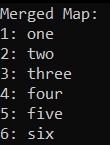 Merged Map:
1: one
2: two
3: three
4: four
5: five
6: six